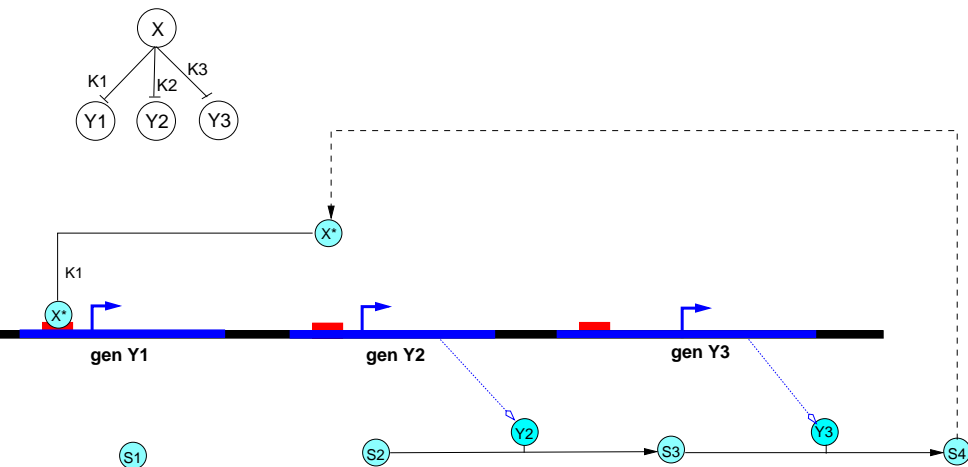 X
K1
K2
K3
Y1
Y2
Y3
X*
K1
X*
gen Y1
gen Y2
gen Y3
Y2
Y3
S1
S2
S3
S4